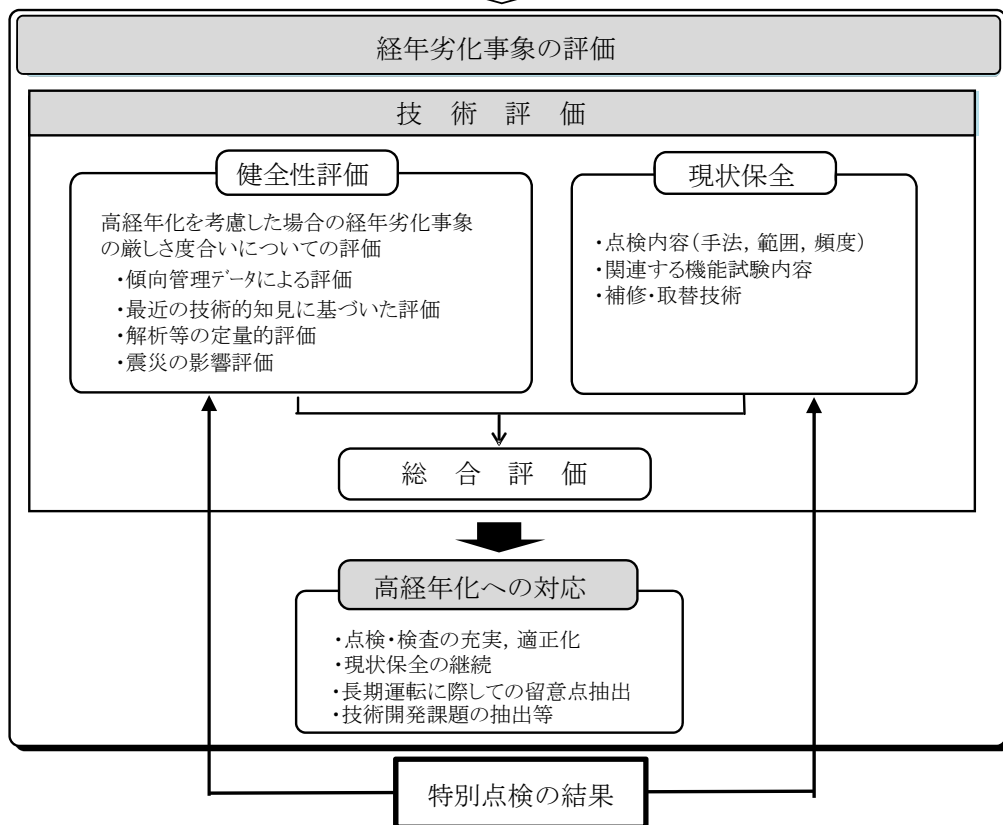 経年劣化事象の評価
技 術 評 価
健全性評価
高経年化を考慮した場合の経年劣化事象
の厳しさ度合いについての評価
・傾向管理ﾃﾞｰﾀによる評価
・最近の技術的知見に基づいた評価
・解析等の定量的評価
・震災の影響評価
現状保全
・点検内容(手法, 範囲, 頻度)
・関連する機能試験内容
・補修・取替技術
総 合 評 価
高経年化への対応
・点検・検査の充実, 適正化
・現状保全の継続
・長期運転に際しての留意点抽出
・技術開発課題の抽出等
特別点検の結果